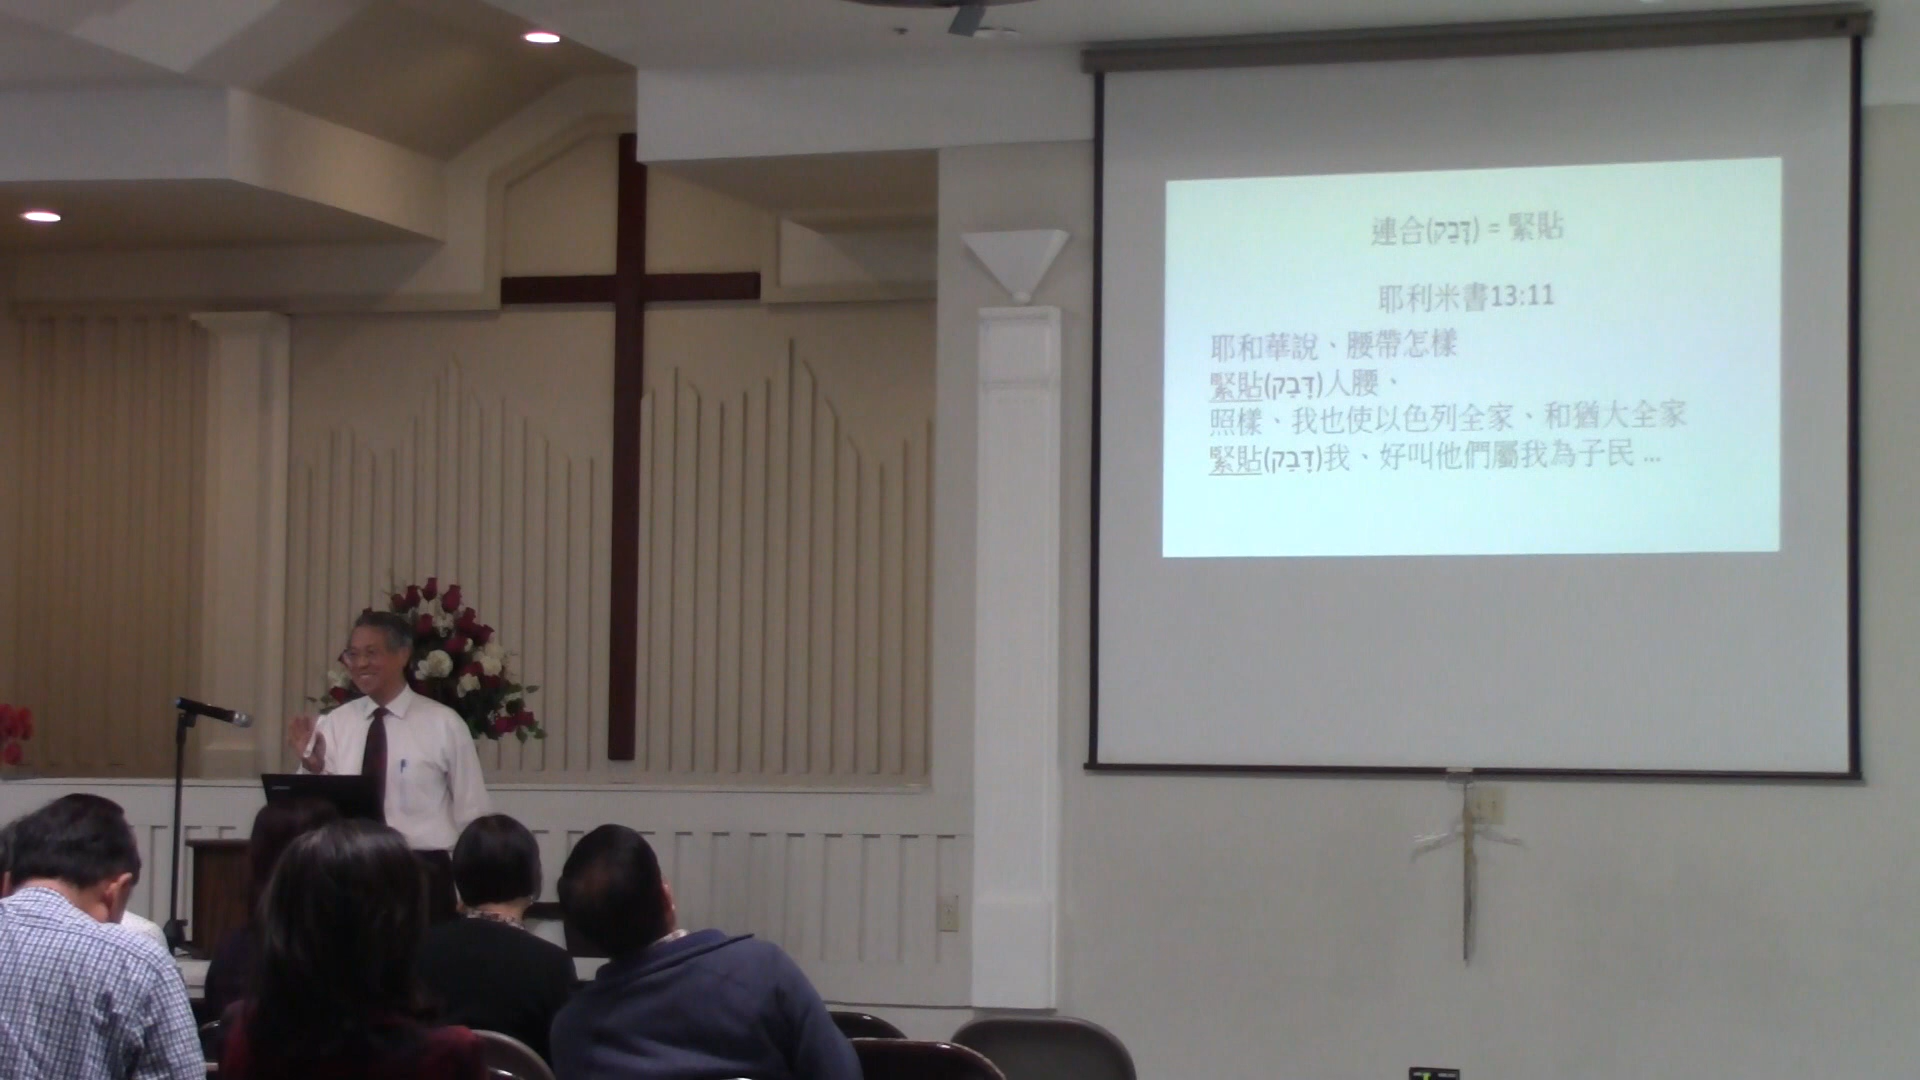 連合(דָּבַק) = 緊貼
耶利米書13:11
耶和華說、腰帶怎樣
緊貼(דָּבַק)人腰、
照樣、我也使以色列全家、和猶大全家
緊貼(דָּבַק)我、好叫他們屬我為子民 ...